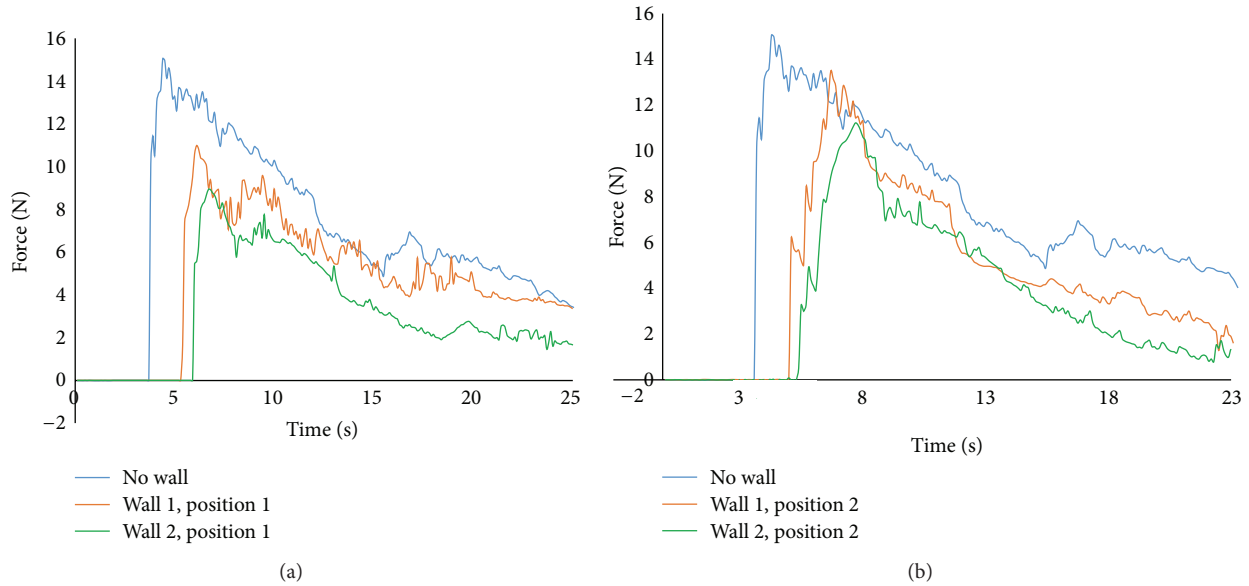 16
14
12
10
8
6
4
2
0
−2
Force (N)
0 5 10 15 20 25
Time (s)
No wall
Wall 1, position 1
Wall 2, position 1
(a)
16
14
12
10
8
6
4
2
0
−2
Force (N)
3 8 13 18 23
Time (s)
No wall
Wall 1, position 2
Wall 2, position 2
(b)